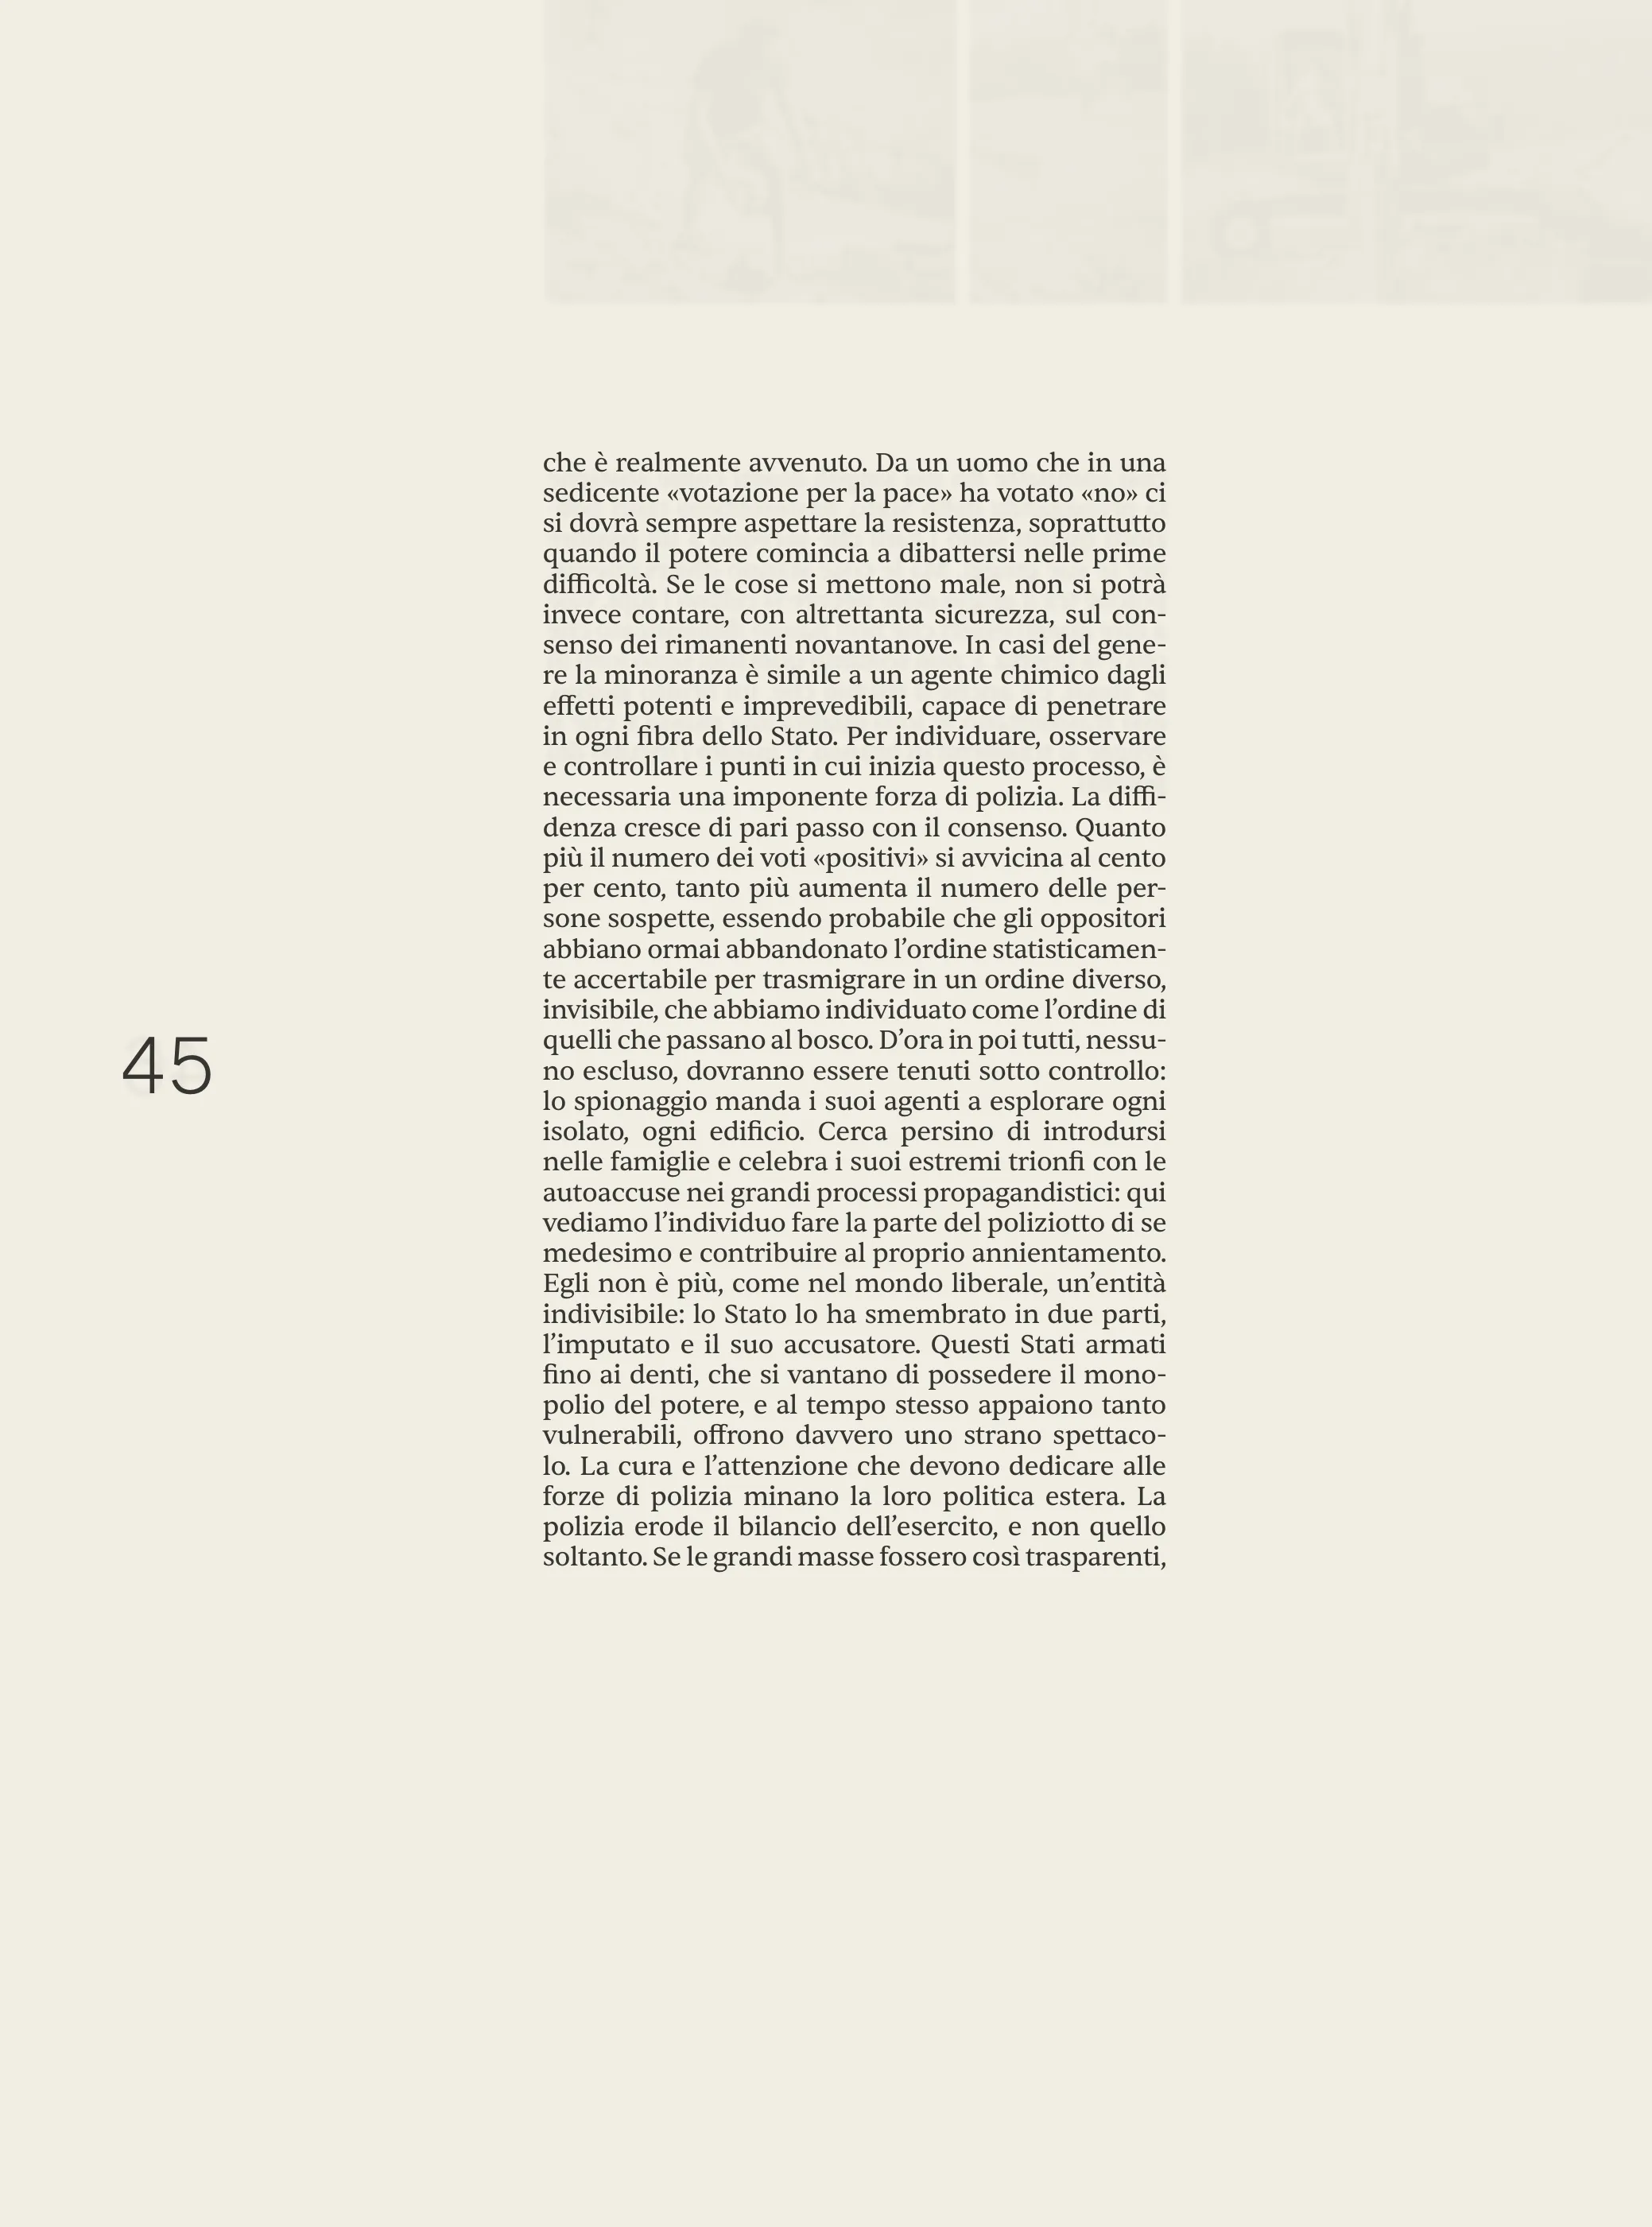 che è realmente avvenuto. Da un uomo che in una
sedicente «votazione per la pace» ha votato «no» ci
si dovrà sempre aspettare la resistenza, soprattutto
quando il potere comincia a dibattersi nelle prime
difficoltà. Se le cose si mettono male, non si potrà
invece contare, con altrettanta sicurezza, sul con-
senso dei rimanenti novantanove. In casi del gene-
re la minoranza è simile a un agente chimico dagli
effetti potenti e imprevedibili, capace di penetrare
in ogni fibra dello Stato. Per individuare, osservare
e controllare i punti in cui inizia questo processo, è
necessaria una imponente forza di polizia. La diffi-
denza cresce di pari passo con il consenso. Quanto
più il numero dei voti «positivi» si avvicina al cento
per cento, tanto più aumenta il numero delle per-
sone sospette, essendo probabile che gli oppositori
abbiano ormai abbandonato l’ordine statisticamen-
te accertabile per trasmigrare in un ordine diverso,
invisibile, che abbiamo individuato come l’ordine di
quelli che passano al bosco. D’ora in poi tutti, nessu-
no escluso, dovranno essere tenuti sotto controllo:
lo spionaggio manda i suoi agenti a esplorare ogni
isolato, ogni edificio. Cerca persino di introdursi
nelle famiglie e celebra i suoi estremi trionfi con le
autoaccuse nei grandi processi propagandistici: qui
vediamo l’individuo fare la parte del poliziotto di se
medesimo e contribuire al proprio annientamento.
Egli non è più, come nel mondo liberale, un’entità
indivisibile: lo Stato lo ha smembrato in due parti,
l’imputato e il suo accusatore. Questi Stati armati
fino ai denti, che si vantano di possedere il mono-
polio del potere, e al tempo stesso appaiono tanto
vulnerabili, offrono davvero uno strano spettaco-
lo. La cura e l’attenzione che devono dedicare alle
forze di polizia minano la loro politica estera. La
polizia erode il bilancio dell’esercito, e non quello
soltanto. Se le grandi masse fossero così trasparenti,
45